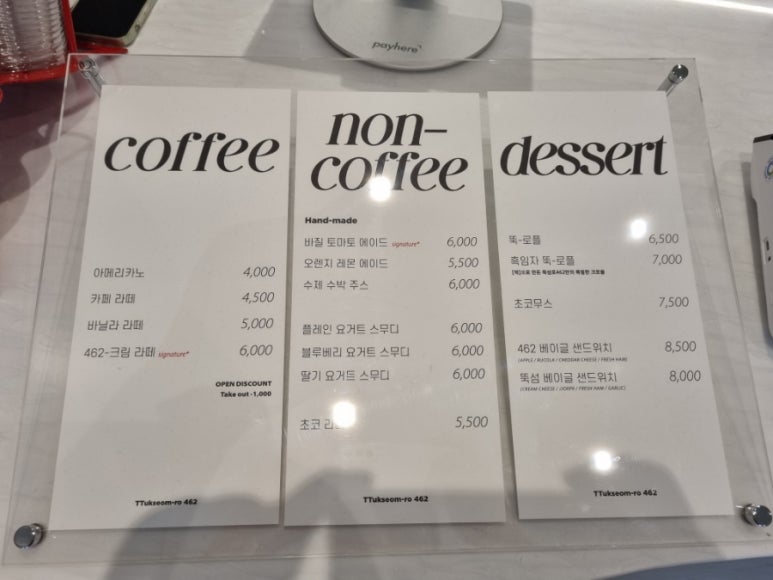 payhere
coffee
아메리카노 4,000
카페 라떼 4,500
바닐라 라떼 5,000
462-크림 라떼 signature* 6,000
OPEN DISCOUNT
Take out -1,000
TTukseom-ro 462
non-
coffee
Hand-made
바질 토마토 에이드 signature* 6,000
오렌지 레몬 에이드 5,500
수제 수박 주스 6,000
플레인 요거트 스무디 6,000
블루베리 요거트 스무디 6,000
딸기 요거트 스무디 6,000
초코 5,500
TTukseom-ro 462
dessert
뚝-로플 6,500
흑임자 뚝-로플 7,000
초코무스 7,500
462 베이글 샌드위치 8,500
(APPLE / RUCOLA / CHEDDAR CHEESE / FRESH HAM)
뚝섬 베이글 샌드위치 8,000
(CREAM CHEESE / JJOKPA / FRESH HAM / GARLIC)
TTukseom-ro 462